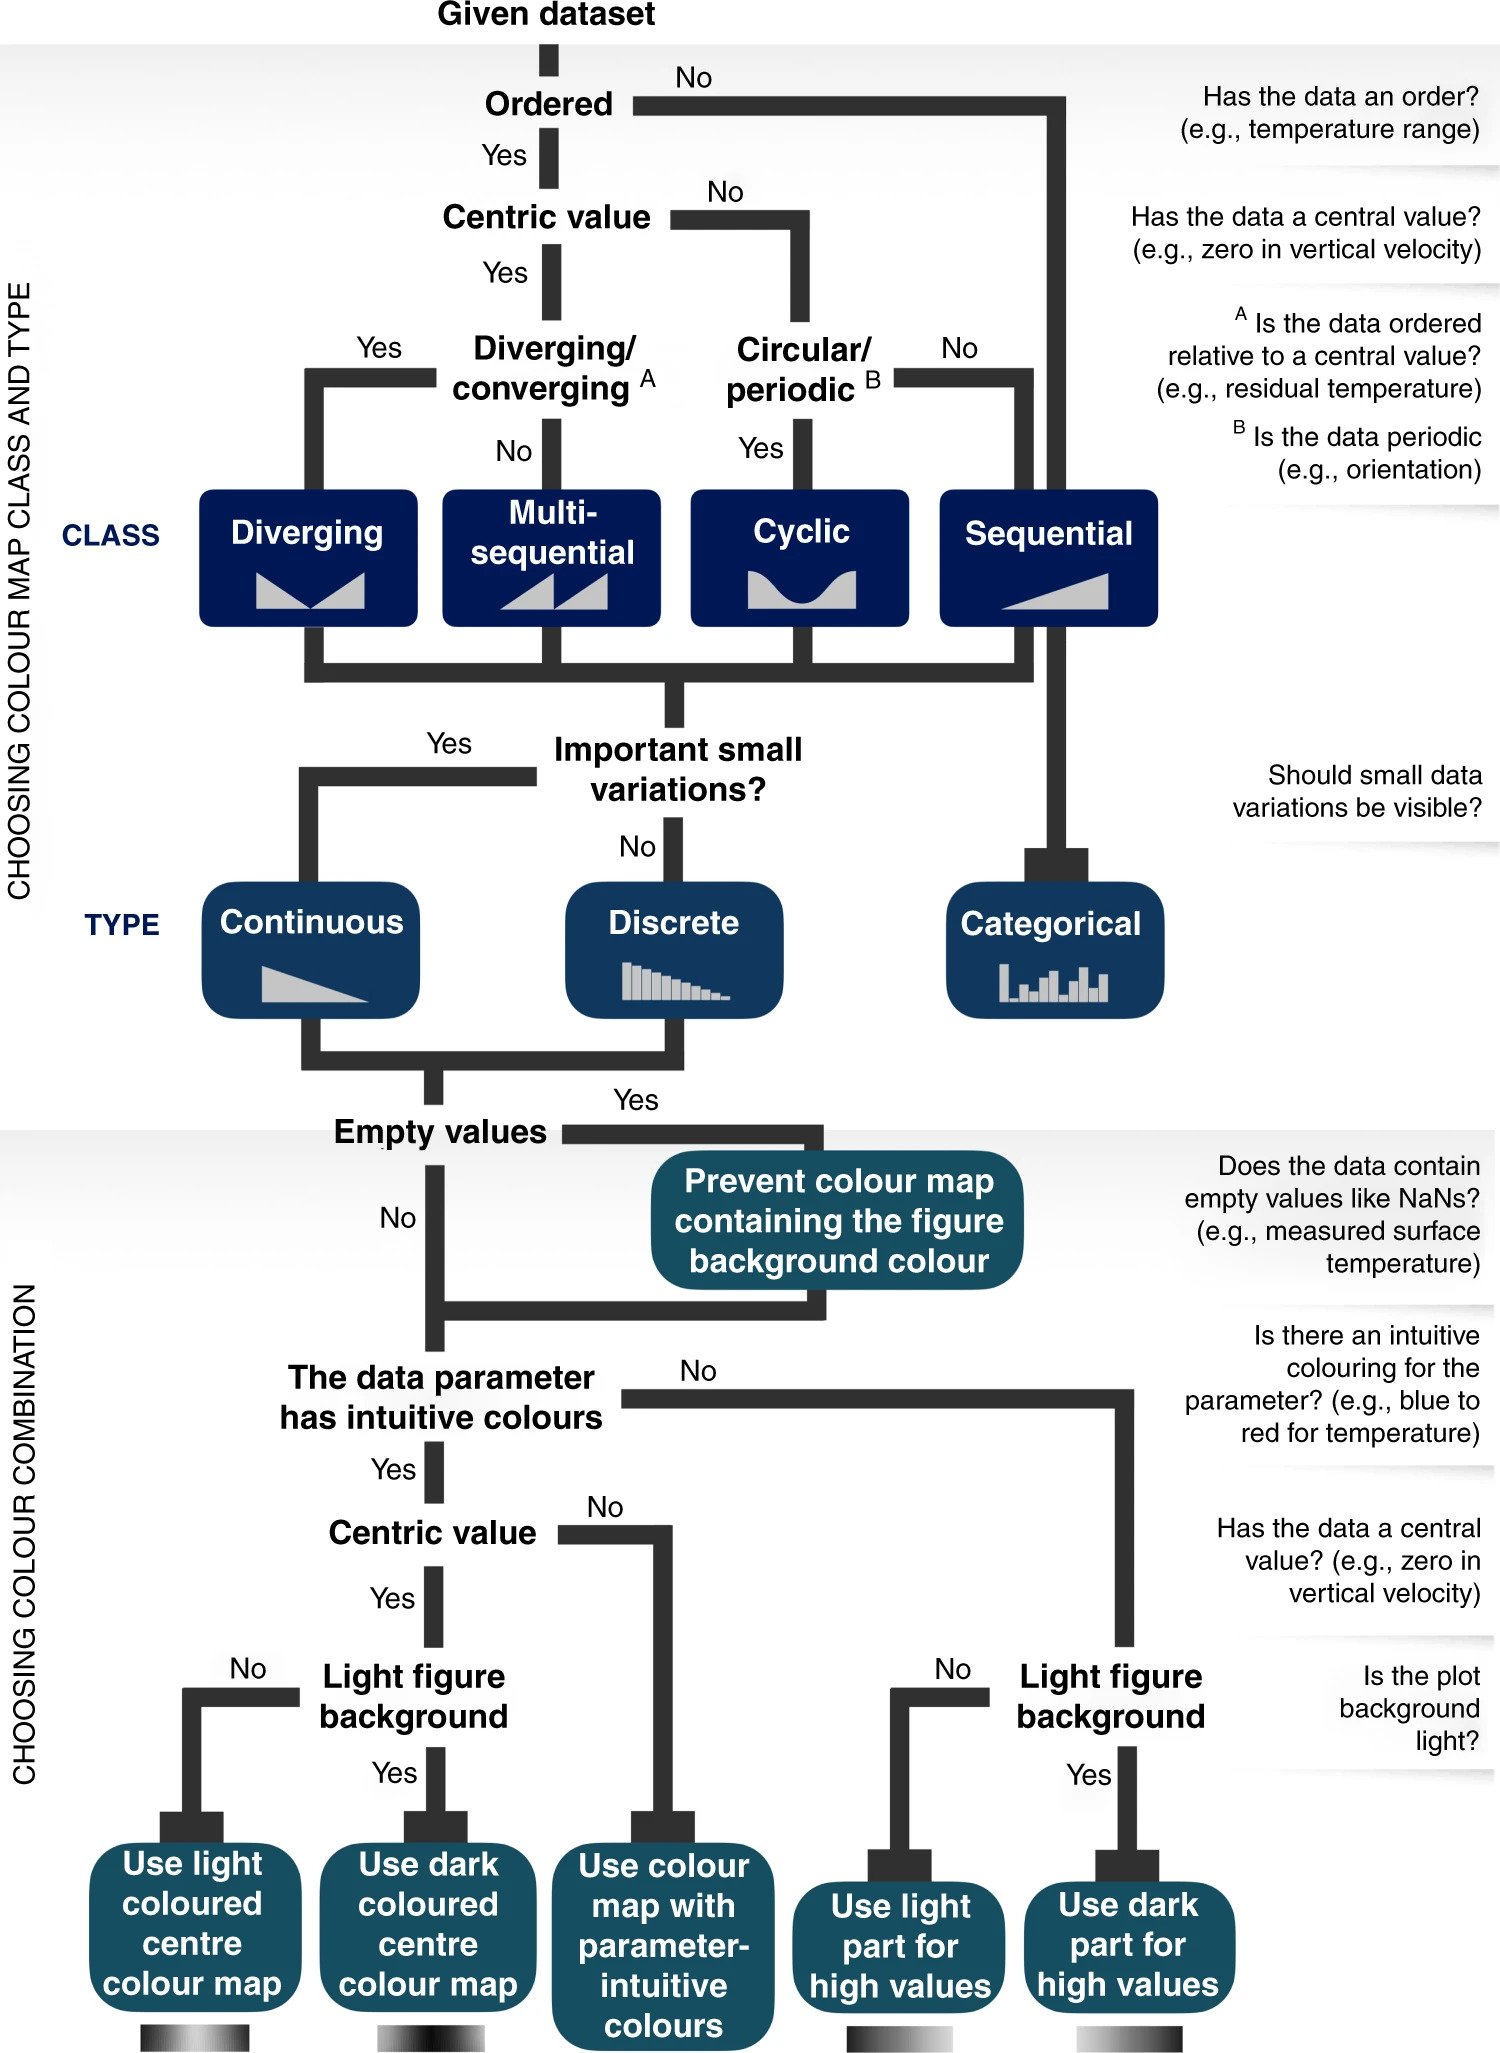 Given dataset
No
Ordered
Has the data an order?
(e.g., temperature range)
Yes
No
Centric value
Has the data a central value?
(e.g., zero in vertical velocity)
Yes
Yes
Diverging/
converging A
Circular/
periodic B
No
A Is the data ordered
relative to a central value?
(e.g., residual temperature)
B Is the data periodic
(e.g., orientation)
No
Yes
CHOOSING COLOUR MAP CLASS AND TYPE
CLASS
Diverging
Multi-
sequential
Cyclic
Sequential
Yes
Important small
variations?
Should small data
variations be visible?
No
TYPE
Continuous
Discrete
Categorical
Yes
Empty values
Does the data contain
empty values like NaNs?
(e.g., measured surface
temperature)
Prevent colour map
containing the figure
background colour
No
CHOOSING COLOUR COMBINATION
The data parameter
has intuitive colours
No
Is there an intuitive
colouring for the
parameter? (e.g., blue to
red for temperature)
Yes
Centric value
No
Has the data a central
value? (e.g., zero in
vertical velocity)
Yes
No
Light figure
background
No
Light figure
background
Is the plot
background
light?
Yes
Yes
Use light
coloured
centre
colour map
Use dark
coloured
centre
colour map
Use colour
map with
parameter-
intuitive
colours
Use light
part for
high values
Use dark
part for
high values